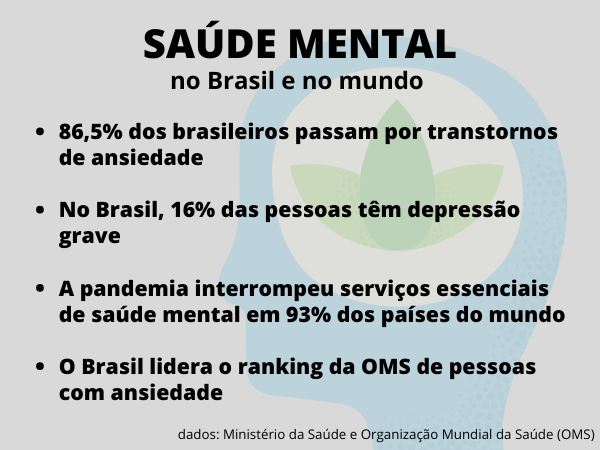 SAÚDE MENTAL
no Brasil e no mundo
• 86,5% dos brasileiros passam por transtornos
de ansiedade
• No Brasil, 16% das pessoas têm depressão
grave
• A pandemia interrompeu serviços essenciais
de saúde mental em 93% dos países do mundo
• O Brasil lidera o ranking da OMS de pessoas
com ansiedade
dados: Ministério da Saúde e Organização Mundial da Saúde (OMS)